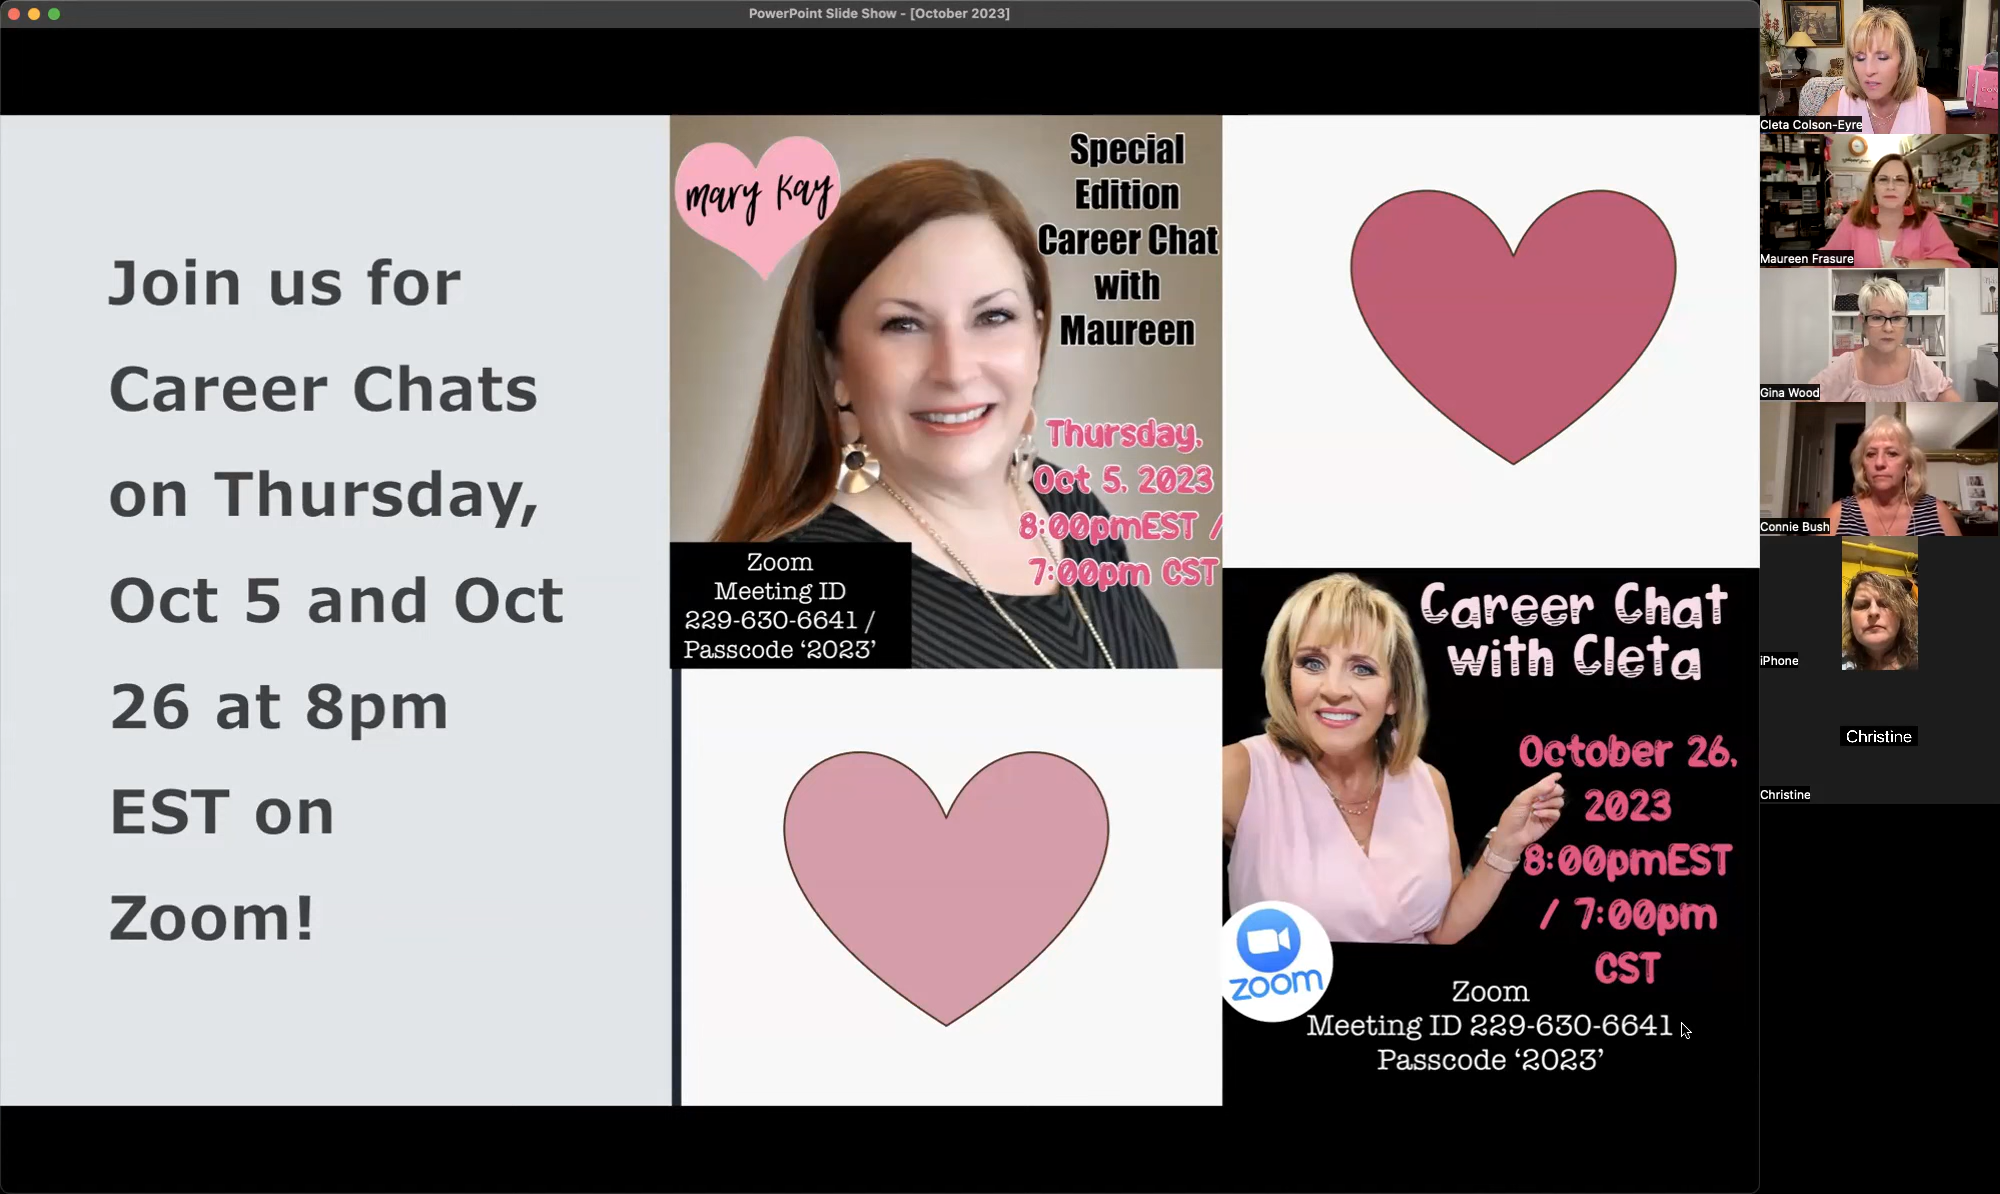 PowerPoint Slide Show - [October 2023]
Join us for
Career Chats
on Thursday,
Oct 5 and Oct
26 at 8pm
EST on
Zoom!
mary Kay
Special
Edition
Career Chat
with
Maureen
Thursday,
Oct 5, 2023
8:00pmEST /
7:00pm CST
Zoom
Meeting ID
229-630-6641 /
Passcode ‘2023’
Career Chat
with Cleta
October 26,
2023
8:00pmEST
/ 7:00pm
CST
zoom
Zoom
Meeting ID 229-630-6641
Passcode ‘2023’
Cleta Colson-Eyre
Maureen Frasure
Gina Wood
Connie Bush
iPhone
Christine
Christine